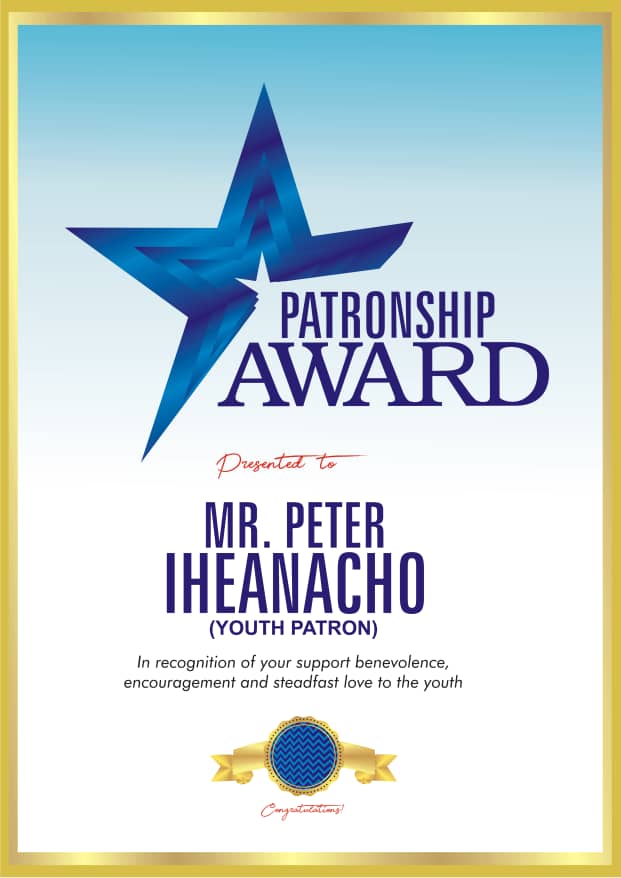 PATRONSHIP
AWARD
Presented to
MR. PETER
IHEANACHO
(YOUTH PATRON)
In recognition of your support benevolence,
encouragement and steadfast love to the youth
Congratulations!